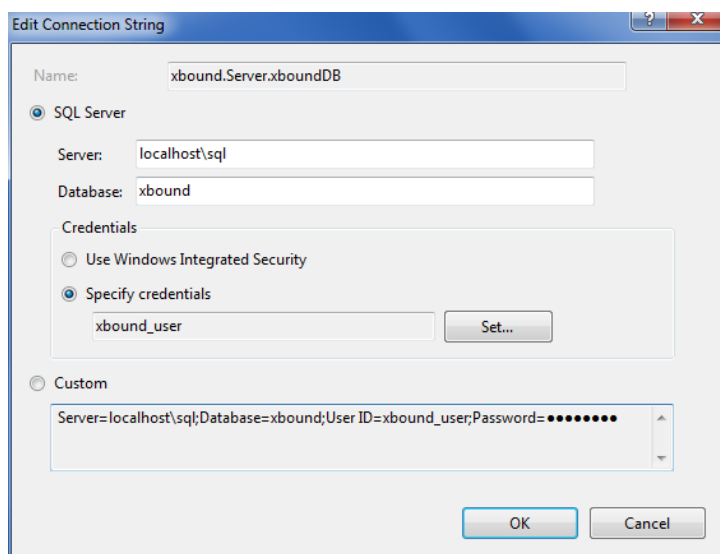 Edit Connection String
?
X
Name: xbound.Server.xboundDB
SQL Server
Server: localhost\sql
Database: xbound
Credentials
Use Windows Integrated Security
Specify credentials
xbound_user Set...
Custom
Server=localhost\sql;Database=xbound;User ID=xbound_user;Password=●●●●●●●●
OK Cancel